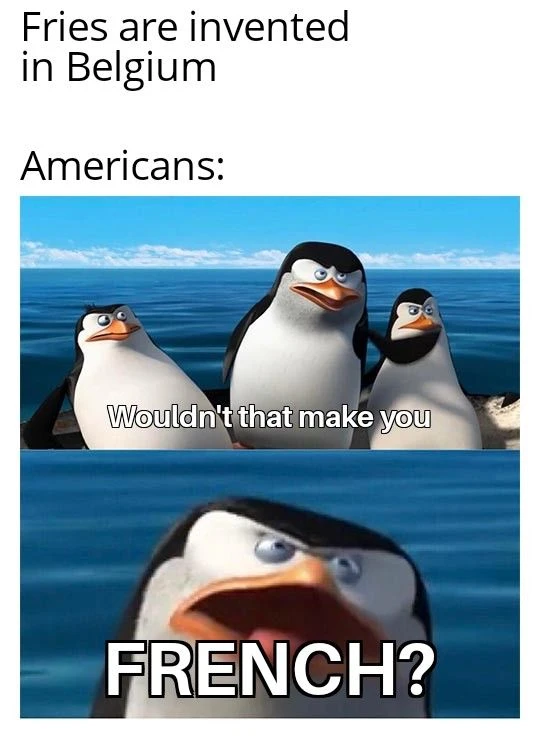 Fries are invented
in Belgium
Americans:
Wouldn't that make you
FRENCH?